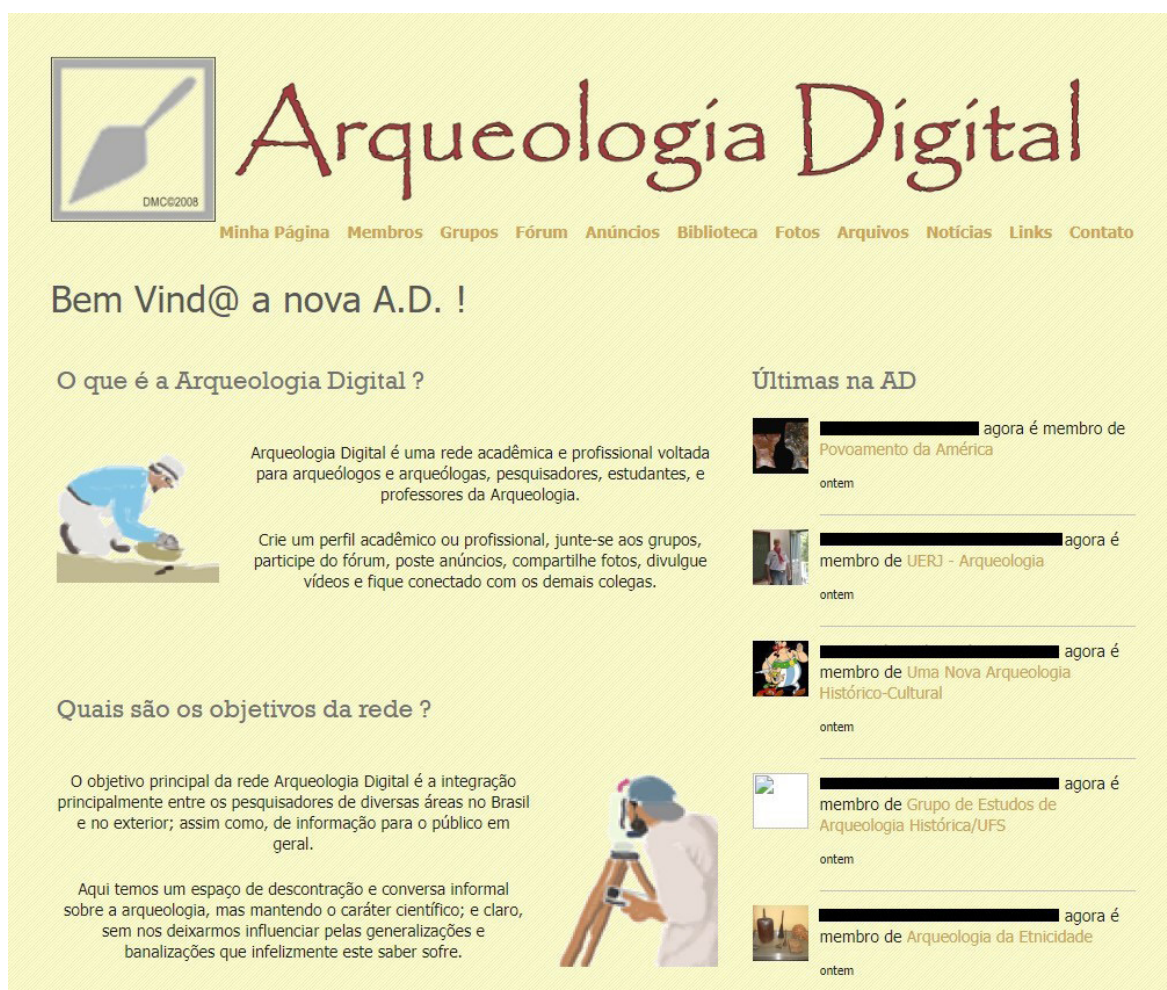 DMC©2008
Arqueología Digital
Minha Página Membros Grupos Fórum Anúncios Biblioteca Fotos Arquivos Notícias Links Contato
Bem Vind@ a nova A.D. !
O que é a Arqueologia Digital ?
Arqueologia Digital é uma rede acadêmica e profissional voltada
para arqueólogos e arqueólogas, pesquisadores, estudantes, e
professores da Arqueologia.
Crie um perfil acadêmico ou profissional, junte-se aos grupos,
participe do fórum, poste anúncios, compartilhe fotos, divulgue
vídeos e fique conectado com os demais colegas.
Quais são os objetivos da rede ?
O objetivo principal da rede Arqueologia Digital é a integração
principalmente entre os pesquisadores de diversas áreas no Brasil
e no exterior; assim como, de informação para o público em
geral.
Aqui temos um espaço de descontração e conversa informal
sobre a arqueologia, mas mantendo o caráter científico; e claro,
sem nos deixarmos influenciar pelas generalizações e
banalizações que infelizmente este saber sofre.
Últimas na AD
agora é membro de
Povoamento da América
ontem
agora é
membro de UERJ - Arqueologia
ontem
agora é
membro de Uma Nova Arqueologia
Histórico-Cultural
ontem
agora é
membro de Grupo de Estudos de
Arqueologia Histórica/UFS
ontem
agora é
membro de Arqueologia da Etnicidade
ontem